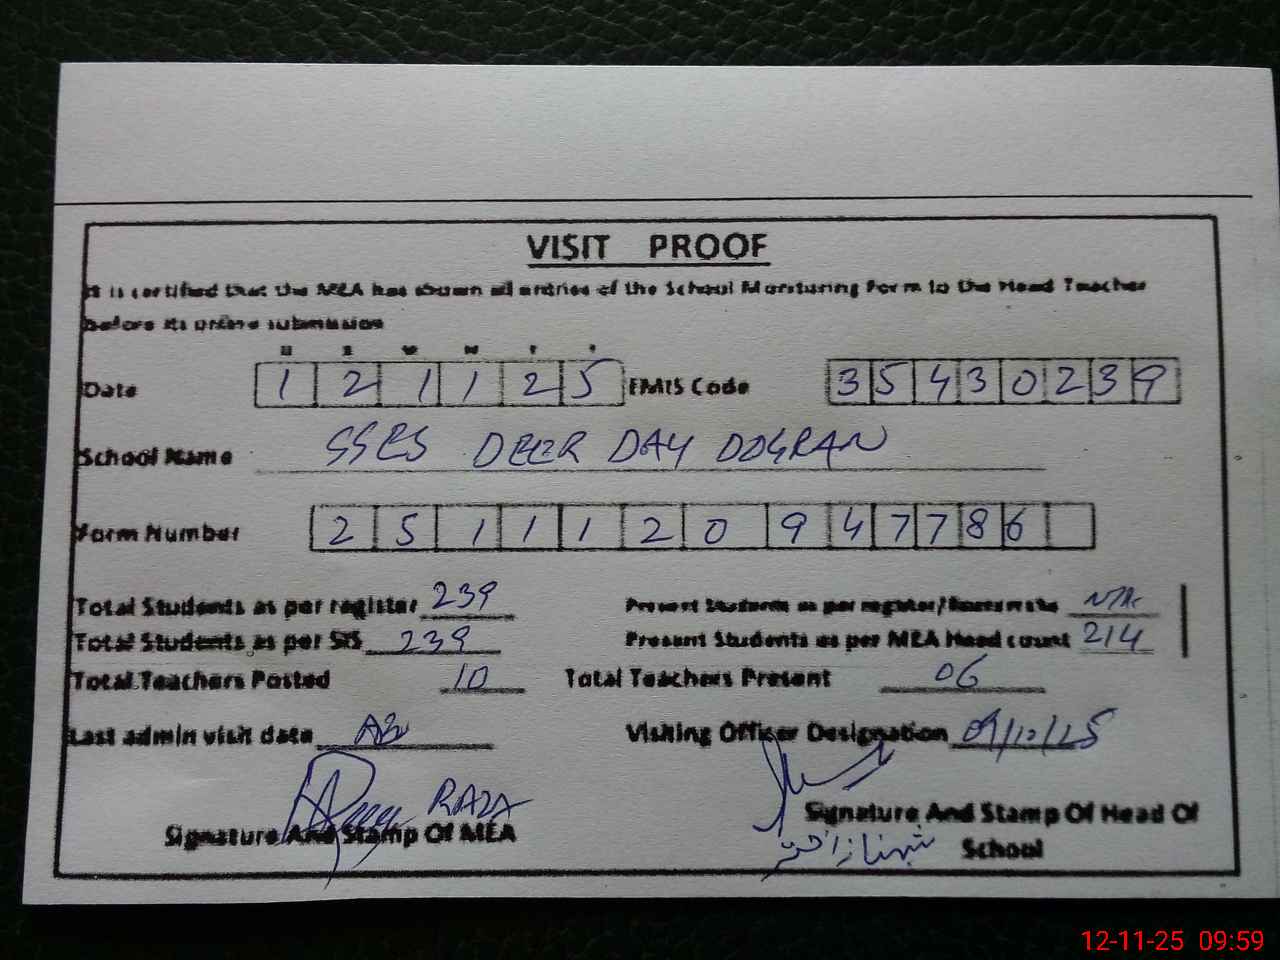 VISIT PROOF
It is certified that the MEA has shown all entries of the School Monitoring Form to the Head Teacher
before its online submission
Date 1 2 1 1 2 5 EMIS Code 3 5 4 3 0 2 3 9
School Name SSES DEER DAY DOGRAN
Form Number 2 5 1 1 1 2 0 9 4 7 7 8 6
Total Students as per register 239 Present Students as per register/ N/A
Total Students as per SIS 239 Present Students as per MEA Head count 214
Total Teachers Posted 10 Total Teachers Present 06
Last admin visit date Visiting Officer Designation 09/10/25
RAZA
Signature And Stamp Of MEA Signature And Stamp Of Head Of
شہناز اختر School
12-11-25 09:59